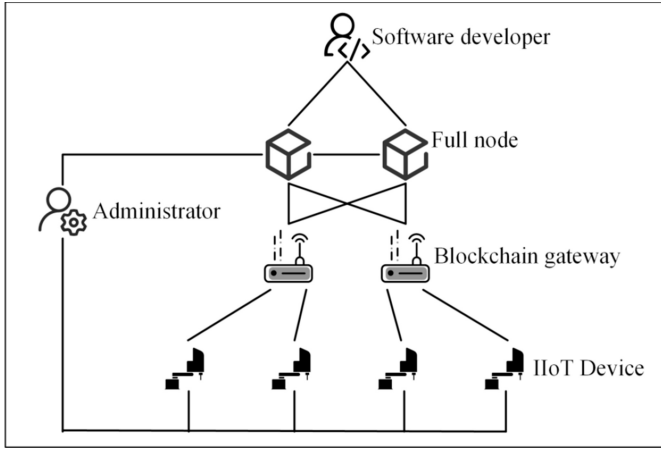 Software developer
Full node
Administrator
Blockchain gateway
IIoT Device